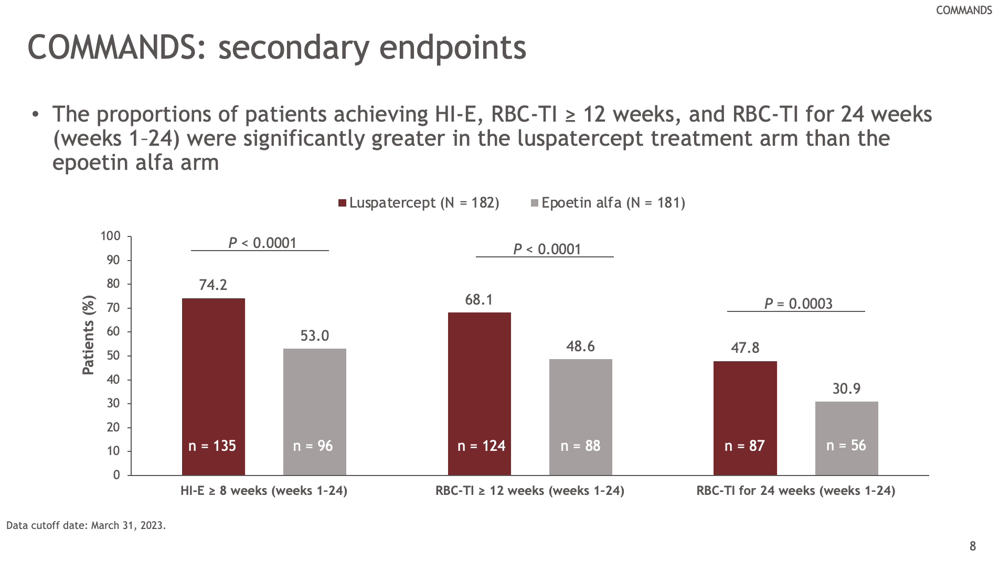 COMMANDS
COMMANDS: secondary endpoints
• The proportions of patients achieving HI-E, RBC-TI ≥ 12 weeks, and RBC-TI for 24 weeks
(weeks 1–24) were significantly greater in the luspatercept treatment arm than the
epoetin alfa arm
Luspatercept (N = 182) Epoetin alfa (N = 181)
Patients (%)
100
90
80
70
60
50
40
30
20
10
0
P < 0.0001
74.2
53.0
n = 135
n = 96
HI-E ≥ 8 weeks (weeks 1–24)
P < 0.0001
68.1
48.6
n = 124
n = 88
RBC-TI ≥ 12 weeks (weeks 1–24)
P = 0.0003
47.8
30.9
n = 87
n = 56
RBC-TI for 24 weeks (weeks 1–24)
Data cutoff date: March 31, 2023.
8